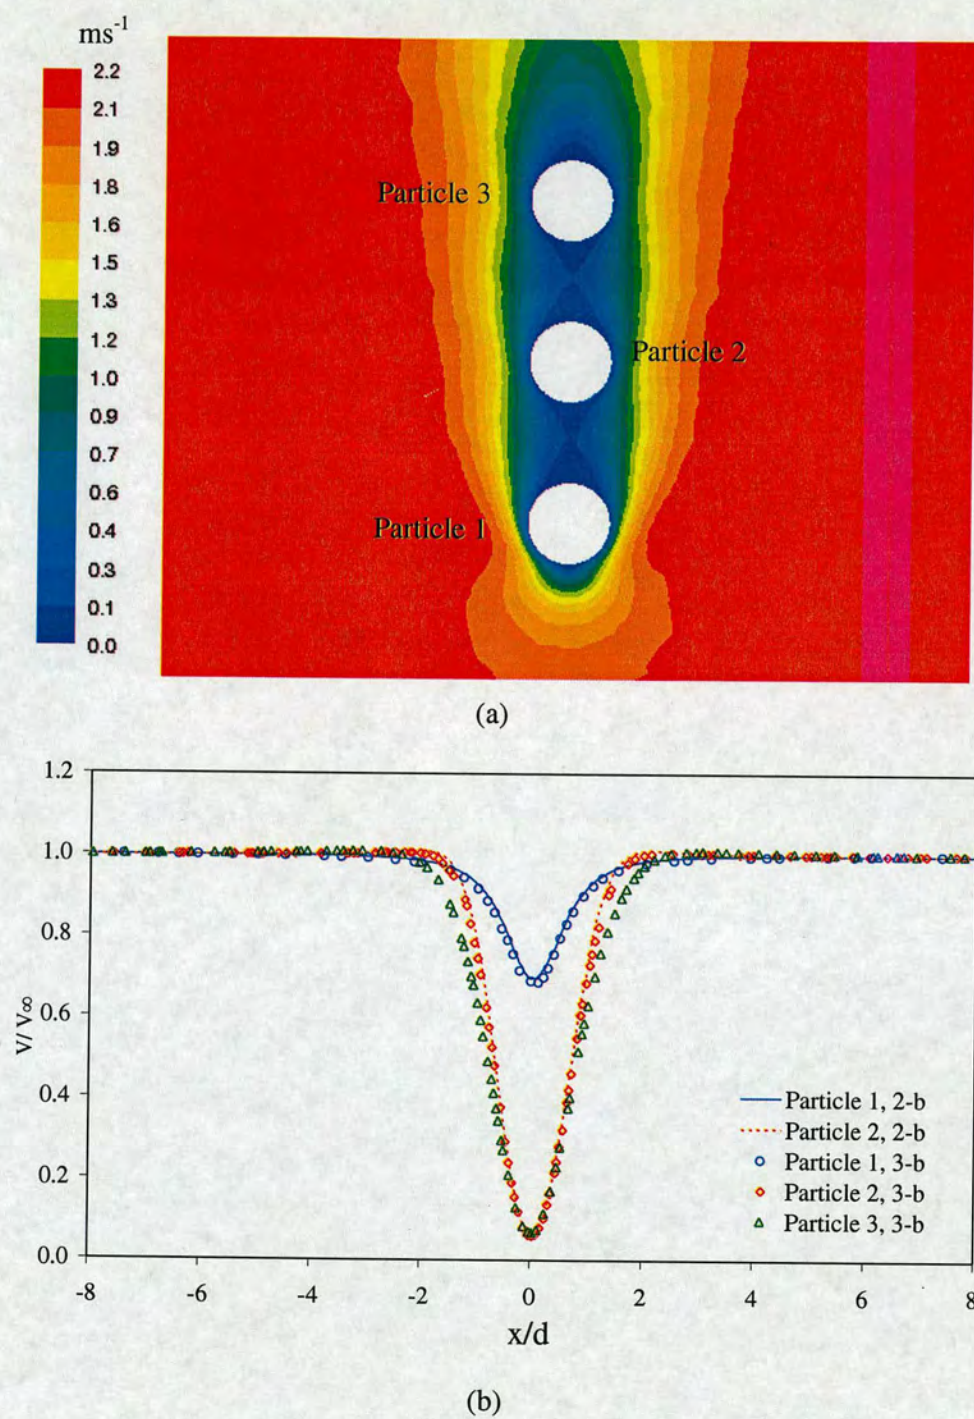 ms⁻¹
2.2
2.1
1.9
1.8
1.6
1.5
1.3
1.2
1.0
0.9
0.7
0.6
0.4
0.3
0.1
0.0
Particle 3
Particle 2
Particle 1
(a)
1.2
1.0
0.8
0.6
0.4
0.2
0.0
V/V∞
Particle 1, 2-b
Particle 2, 2-b
Particle 1, 3-b
Particle 2, 3-b
Particle 3, 3-b
-8 -6 -4 -2 0 2 4 6 8
x/d
(b)